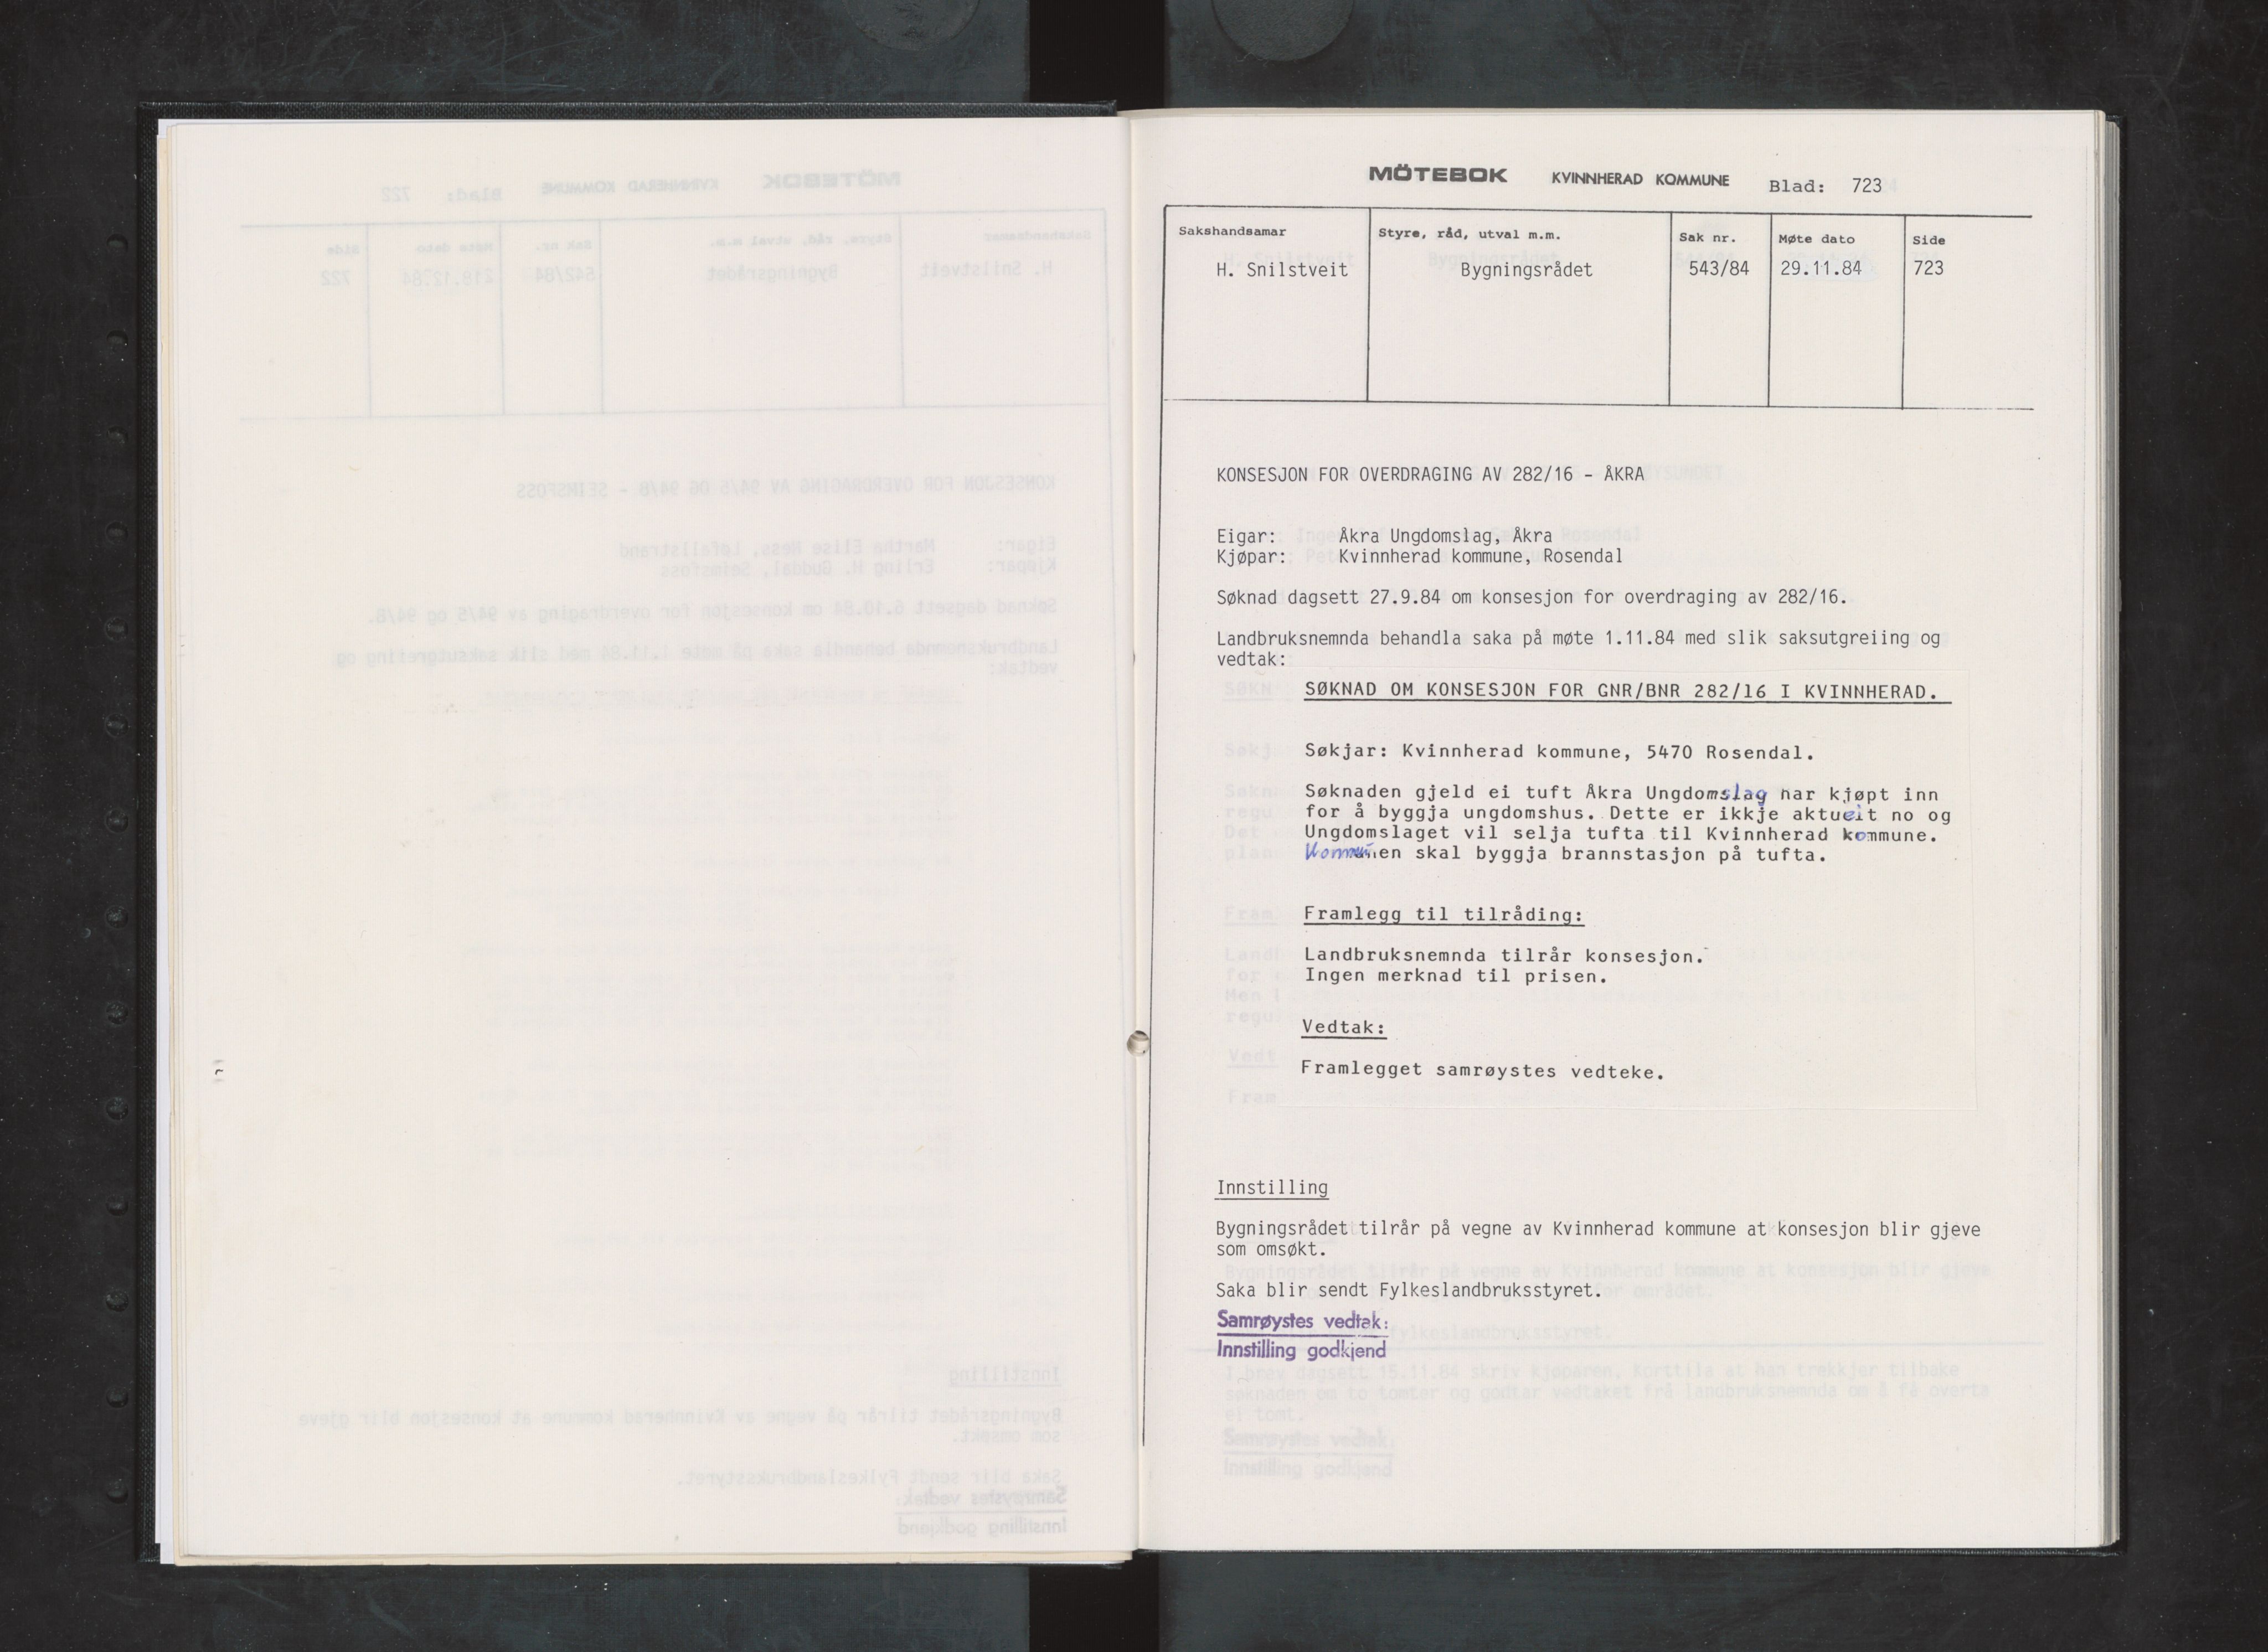 MÖTEBOK KVINNHERAD KOMMUNE Blad: 723
Sakshandsamar Styre, råd, utval m.m. Sak nr. Møte dato Side
H. Snilstveit Bygningsrådet 543/84 29.11.84 723
KONSESJON FOR OVERDRAGING AV 282/16 - ÅKRA
Eigar: Åkra Ungdomslag, Åkra
Kjøpar: Kvinnherad kommune, Rosendal
Søknad dagsett 27.9.84 om konsesjon for overdraging av 282/16.
Landbruksnemnda behandla saka på møte 1.11.84 med slik saksutgreiing og
vedtak:
SØKNAD OM KONSESJON FOR GNR/BNR 282/16 I KVINNHERAD.
Søkjar: Kvinnherad kommune, 5470 Rosendal.
Søknaden gjeld ei tuft Åkra Ungdomslag har kjøpt inn
for å byggja ungdomshus. Dette er ikkje aktuelt no og
Ungdomslaget vil selja tufta til Kvinnherad kommune.
Kommunen skal byggja brannstasjon på tufta.
Framlegg til tilråding:
Landbruksnemnda tilrår konsesjon.
Ingen merknad til prisen.
Vedtak:
Framlegget samrøystes vedteke.
Innstilling
Bygningsrådet tilrår på vegne av Kvinnherad kommune at konsesjon blir gjeve
som omsøkt.
Saka blir sendt Fylkeslandbruksstyret.
Samrøystes vedtak:
Innstilling godkjend